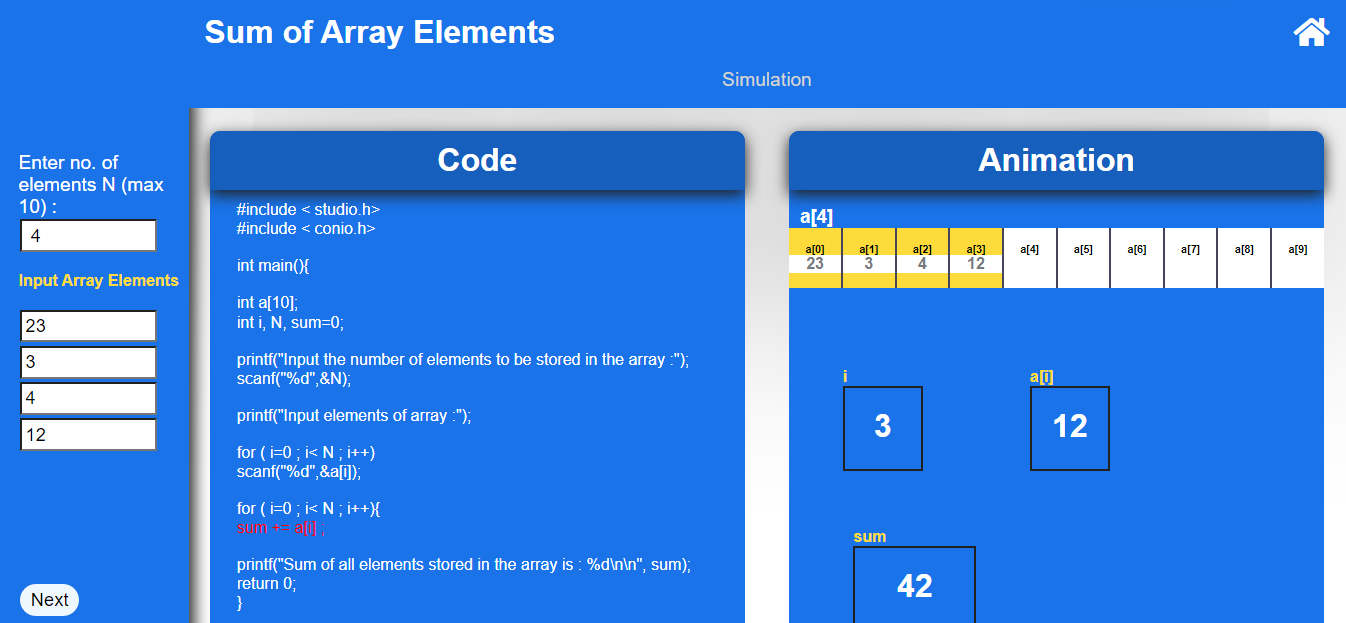 Sum of Array Elements
Simulation
Enter no. of
elements N (max
10) :
4
Input Array Elements
23
3
4
12
Next
Code
#include < studio.h>
#include < conio.h>
int main(){
int a[10];
int i, N, sum=0;
printf("Input the number of elements to be stored in the array :");
scanf("%d",&N);
printf("Input elements of array :");
for ( i=0 ; i< N ; i++)
scanf("%d",&a[i]);
for ( i=0 ; i< N ; i++){
sum += a[i] ;
printf("Sum of all elements stored in the array is : %d\n\n", sum);
return 0;
}
Animation
a[4]
a[0] a[1] a[2] a[3] a[4] a[5] a[6] a[7] a[8] a[9]
23 3 4 12
i a[i]
3 12
sum
42